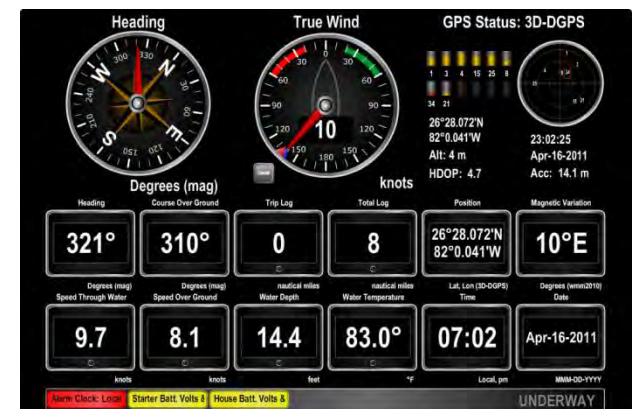 Heading
True Wind
GPS Status: 3D-DGPS
300 330 N 30 E 120 150 S 240 W
0 30 60 90 120 150 180 150 120 90 60 30
10
1 3 4 15 25 8
34 21
26°28.072'N
82°0.041'W
Alt: 4 m
HDOP: 4.7
23:02:25
Apr-16-2011
Acc: 14.1 m
Degrees (mag)
knots
Heading
Course Over Ground
Trip Log
Total Log
Position
Magnetic Variation
321°
310°
0
8
26°28.072'N
82°0.041'W
10°E
Degrees (mag)
Degrees (mag)
nautical miles
nautical miles
Lat, Lon (3D-DGPS)
Degrees (wmm2010)
Speed Through Water
Speed Over Ground
Water Depth
Water Temperature
Time
Date
9.7
8.1
14.4
83.0°
07:02
Apr-16-2011
knots
knots
feet
°F
Local, pm
MMM-DD-YYYY
Alarm Clock: Local
Starter Batt. Volts &
House Batt. Volts &
UNDERWAY